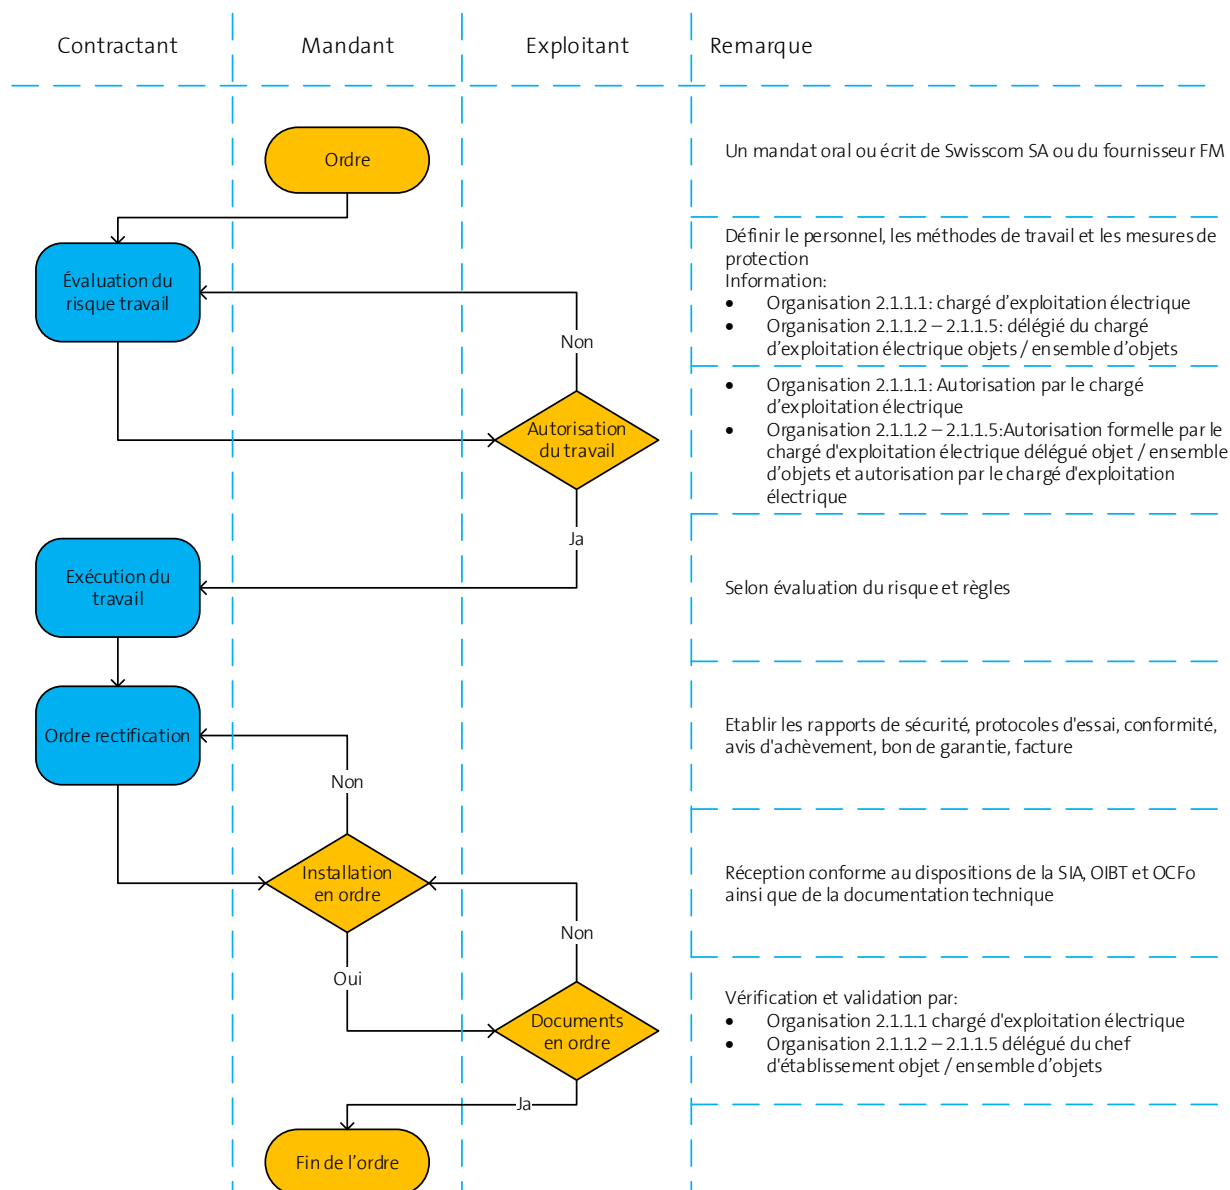 Contractant
Mandant
Exploitant
Remarque
Ordre
Un mandat oral ou écrit de Swisscom SA ou du fournisseur FM
Évaluation du
risque travail
Définir le personnel, les méthodes de travail et les mesures de
protection
Information:
• Organisation 2.1.1.1: chargé d’exploitation électrique
• Organisation 2.1.1.2 – 2.1.1.5: délégié du chargé
d’exploitation électrique objets / ensemble d’objets
Non
Autorisation
du travail
• Organisation 2.1.1.1: Autorisation par le chargé
d’exploitation électrique
• Organisation 2.1.1.2 – 2.1.1.5:Autorisation formelle par le
chargé d'exploitation électrique délégué objet / ensemble
d’objets et autorisation par le chargé d'exploitation
électrique
Ja
Exécution du
travail
Selon évaluation du risque et règles
Ordre rectification
Etablir les rapports de sécurité, protocoles d'essai, conformité,
avis d'achèvement, bon de garantie, facture
Non
Installation
en ordre
Réception conforme au dispositions de la SIA, OIBT et OCFo
ainsi que de la documentation technique
Non
Oui
Documents
en ordre
Vérification et validation par:
• Organisation 2.1.1.1 chargé d'exploitation électrique
• Organisation 2.1.1.2 – 2.1.1.5 délégué du chef
d'établissement objet / ensemble d’objets
Ja
Fin de l’ordre